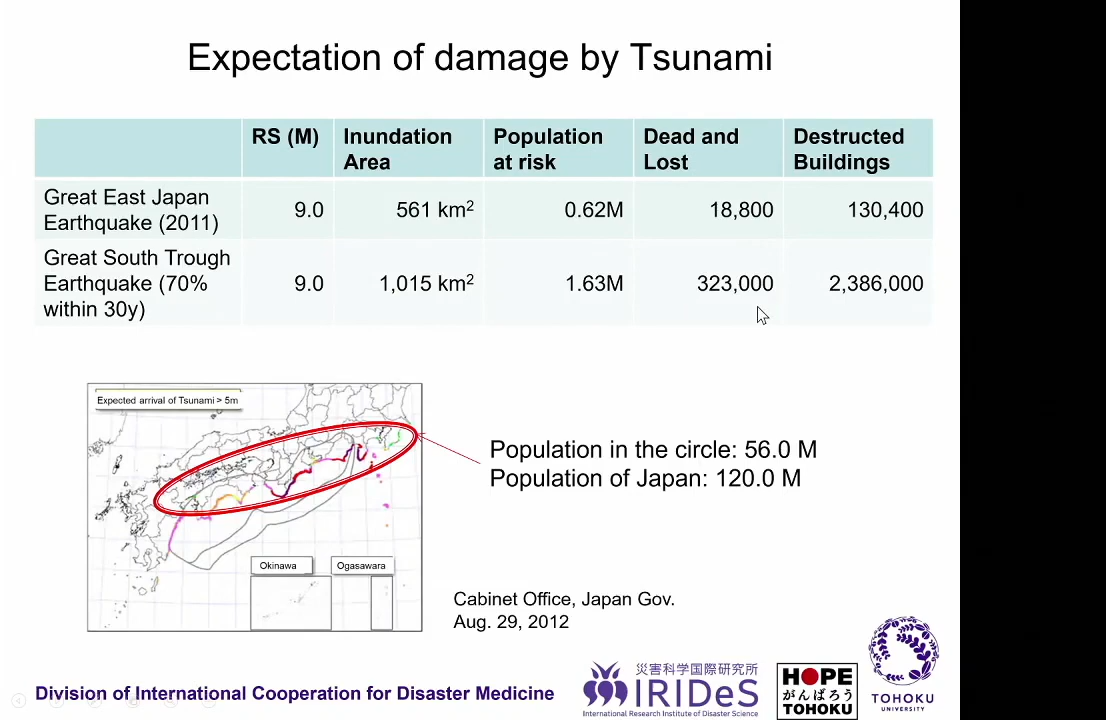 Expectation of damage by Tsunami
RS (M)
Inundation Area
Population at risk
Dead and Lost
Destructed Buildings
Great East Japan Earthquake (2011)
9.0
561 km²
0.62M
18,800
130,400
Great South Trough Earthquake (70% within 30y)
9.0
1,015 km²
1.63M
323,000
2,386,000
Expected arrival of Tsunami > 5m
Population in the circle: 56.0 M
Population of Japan: 120.0 M
Okinawa
Ogasawara
Cabinet Office, Japan Gov.
Aug. 29, 2012
Division of International Cooperation for Disaster Medicine
災害科学国際研究所
IRIDeS
International Research Institute of Disaster Science
HOPE
がんばろう
TOHOKU
TOHOKU
UNIVERSITY